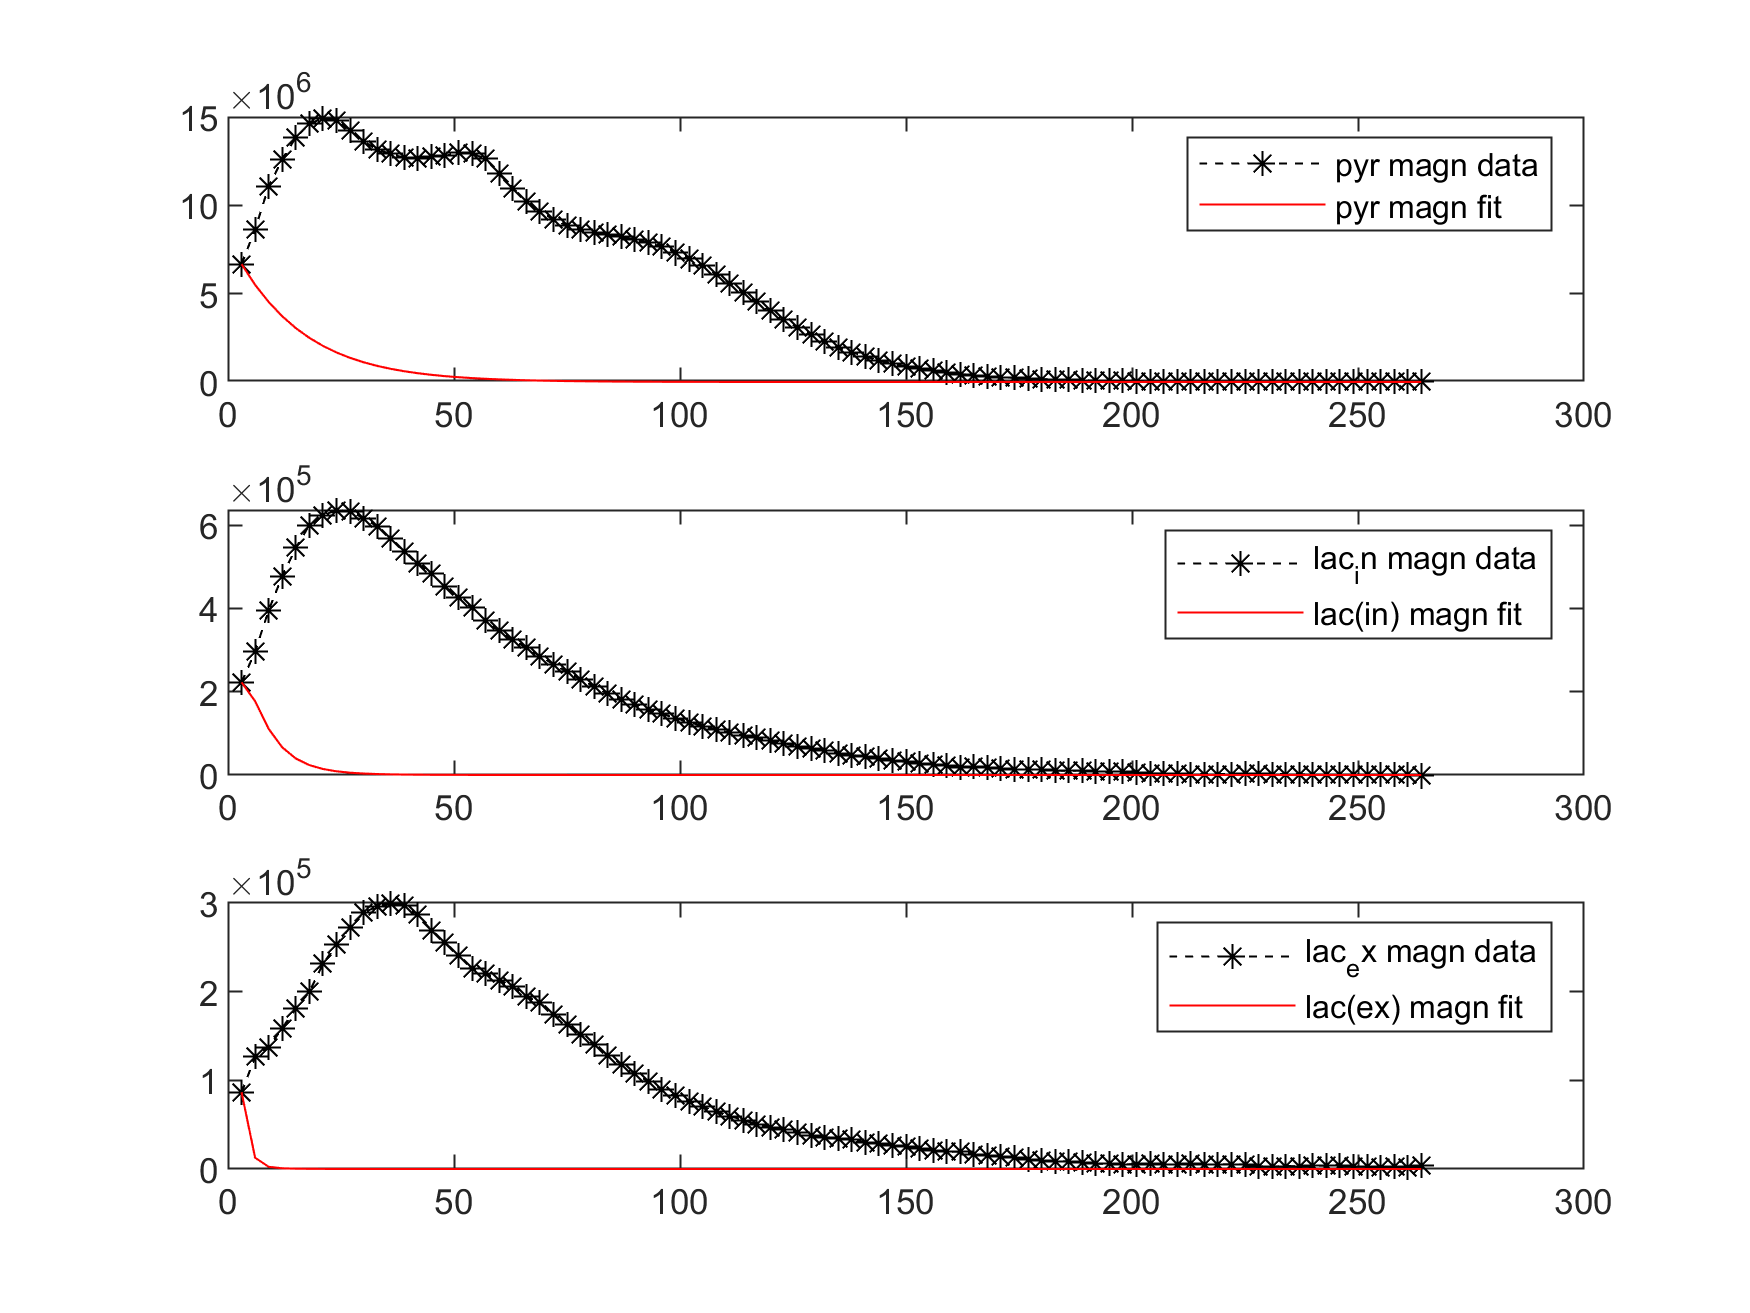 ×10^6
15
10
5
0
0 50 100 150 200 250 300
pyr magn data
pyr magn fit
×10^5
6
4
2
0
0 50 100 150 200 250 300
lac_in magn data
lac(in) magn fit
×10^5
3
2
1
0
0 50 100 150 200 250 300
lac_ex magn data
lac(ex) magn fit